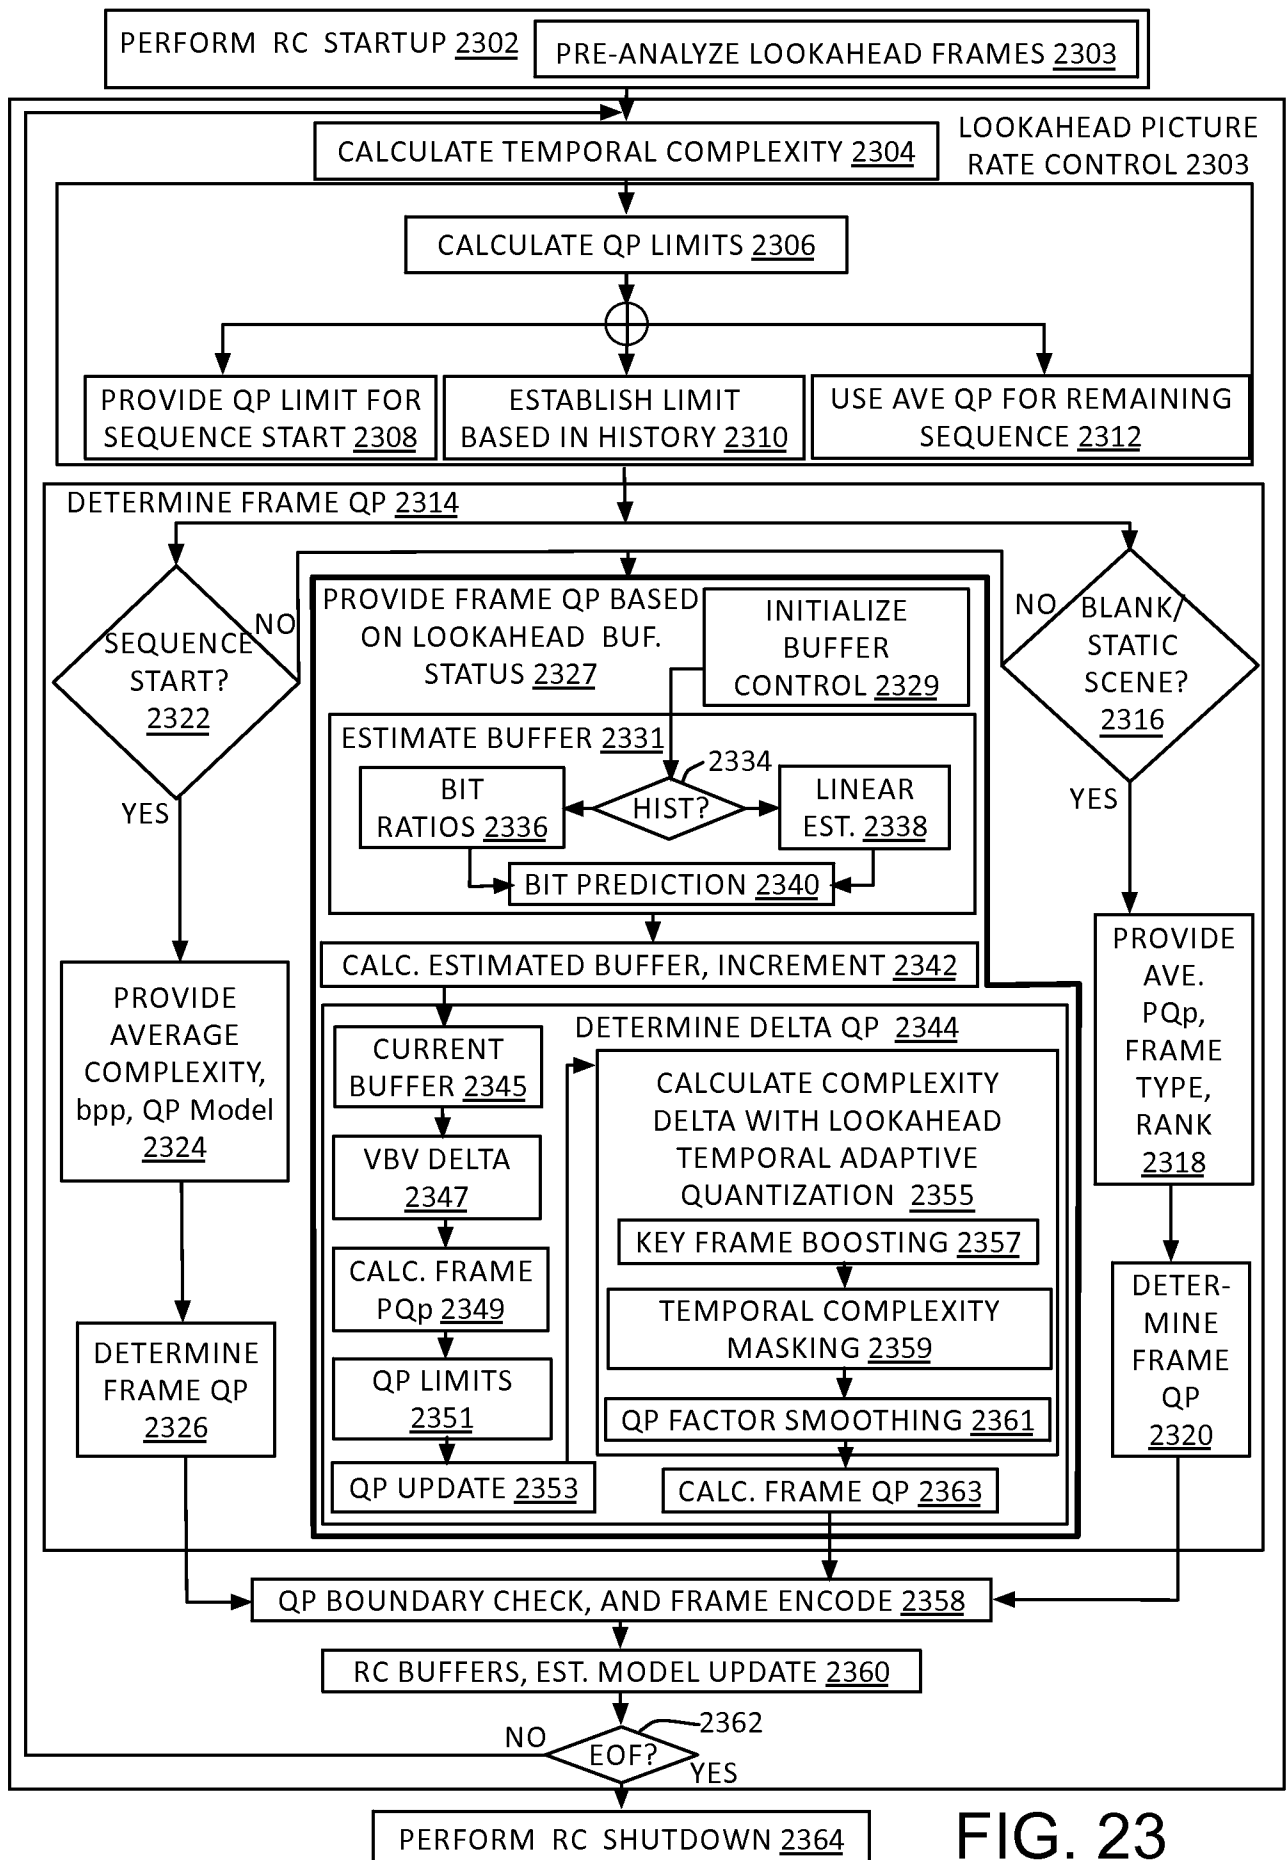 PERFORM RC STARTUP 2302
PRE-ANALYZE LOOKAHEAD FRAMES 2303
LOOKAHEAD PICTURE
RATE CONTROL 2303
CALCULATE TEMPORAL COMPLEXITY 2304
CALCULATE QP LIMITS 2306
PROVIDE QP LIMIT FOR
SEQUENCE START 2308
ESTABLISH LIMIT
BASED IN HISTORY 2310
USE AVE QP FOR REMAINING
SEQUENCE 2312
DETERMINE FRAME QP 2314
SEQUENCE
START?
2322
NO
YES
PROVIDE
AVERAGE
COMPLEXITY,
bpp, QP Model
2324
DETERMINE
FRAME QP
2326
PROVIDE FRAME QP BASED
ON LOOKAHEAD BUF.
STATUS 2327
INITIALIZE
BUFFER
CONTROL 2329
ESTIMATE BUFFER 2331
2334
HIST?
BIT
RATIOS 2336
LINEAR
EST. 2338
BIT PREDICTION 2340
CALC. ESTIMATED BUFFER, INCREMENT 2342
DETERMINE DELTA QP 2344
CURRENT
BUFFER 2345
VBV DELTA
2347
CALC. FRAME
PQp 2349
QP LIMITS
2351
QP UPDATE 2353
CALCULATE COMPLEXITY
DELTA WITH LOOKAHEAD
TEMPORAL ADAPTIVE
QUANTIZATION 2355
KEY FRAME BOOSTING 2357
TEMPORAL COMPLEXITY
MASKING 2359
QP FACTOR SMOOTHING 2361
CALC. FRAME QP 2363
NO
BLANK/
STATIC
SCENE?
2316
YES
PROVIDE
AVE.
PQp,
FRAME
TYPE,
RANK
2318
DETER-
MINE
FRAME
QP
2320
QP BOUNDARY CHECK, AND FRAME ENCODE 2358
RC BUFFERS, EST. MODEL UPDATE 2360
2362
NO
EOF?
YES
PERFORM RC SHUTDOWN 2364
FIG. 23